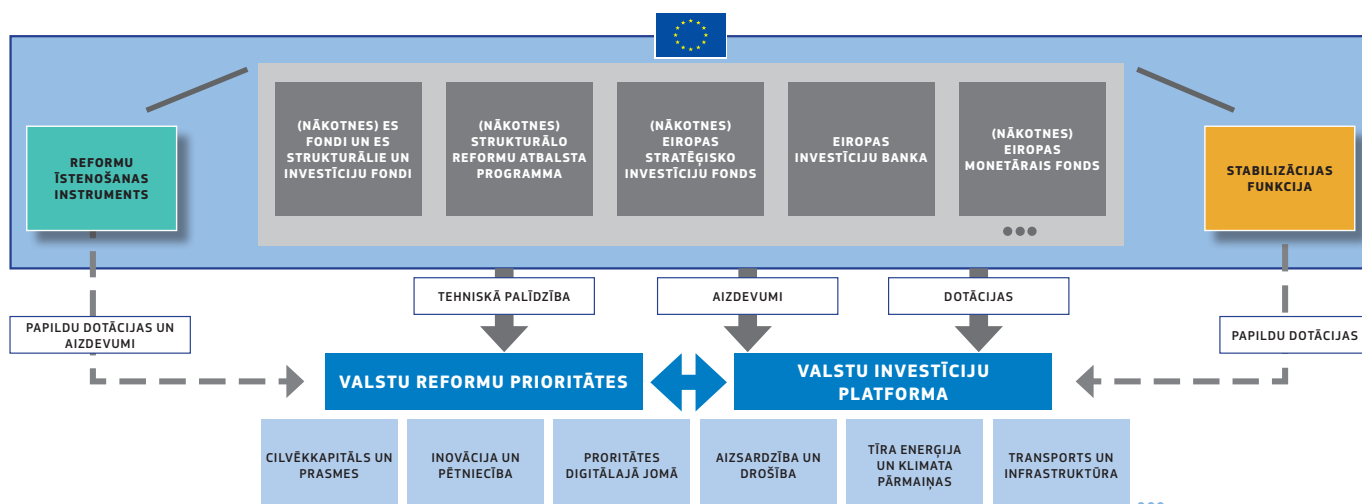 REFORMU
ĪSTENOŠANAS
INSTRUMENTS
(NĀKOTNES) ES
FONDI UN ES
STRUKTURĀLIE UN
INVESTĪCIJU FONDI
(NĀKOTNES)
STRUKTURĀLO
REFORMU ATBALSTA
PROGRAMMA
(NĀKOTNES)
EIROPAS
STRATĒĢISKO
INVESTĪCIJU FONDS
EIROPAS
INVESTĪCIJU BANKA
(NĀKOTNES)
EIROPAS
MONETĀRAIS FONDS
STABILIZĀCIJAS
FUNKCIJA
TEHNISKĀ PALĪDZĪBA
AIZDEVUMI
DOTĀCIJAS
PAPILDU DOTĀCIJAS UN
AIZDEVUMI
PAPILDU DOTĀCIJAS
VALSTU REFORMU PRIORITĀTES
VALSTU INVESTĪCIJU
PLATFORMA
CILVĒKKAPITĀLS UN
PRASMES
INOVĀCIJA UN
PĒTNIECĪBA
PRORITĀTES
DIGITĀLAJĀ JOMĀ
AIZSARDZĪBA UN
DROŠĪBA
TĪRA ENERĢIJA
UN KLIMATA
PĀRMAIŅAS
TRANSPORTS UN
INFRASTRUKTŪRA